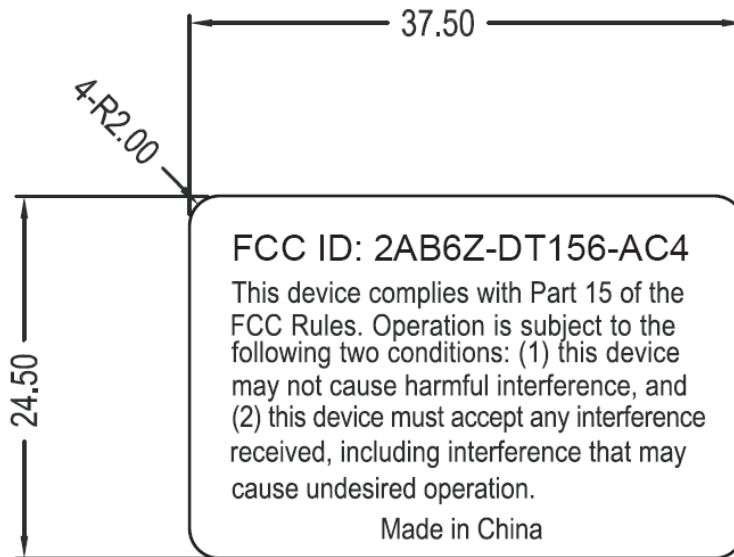 37.50
4-R2.00
24.50
FCC ID: 2AB6Z-DT156-AC4
This device complies with Part 15 of the
FCC Rules. Operation is subject to the
following two conditions: (1) this device
may not cause harmful interference, and
(2) this device must accept any interference
received, including interference that may
cause undesired operation.
Made in China